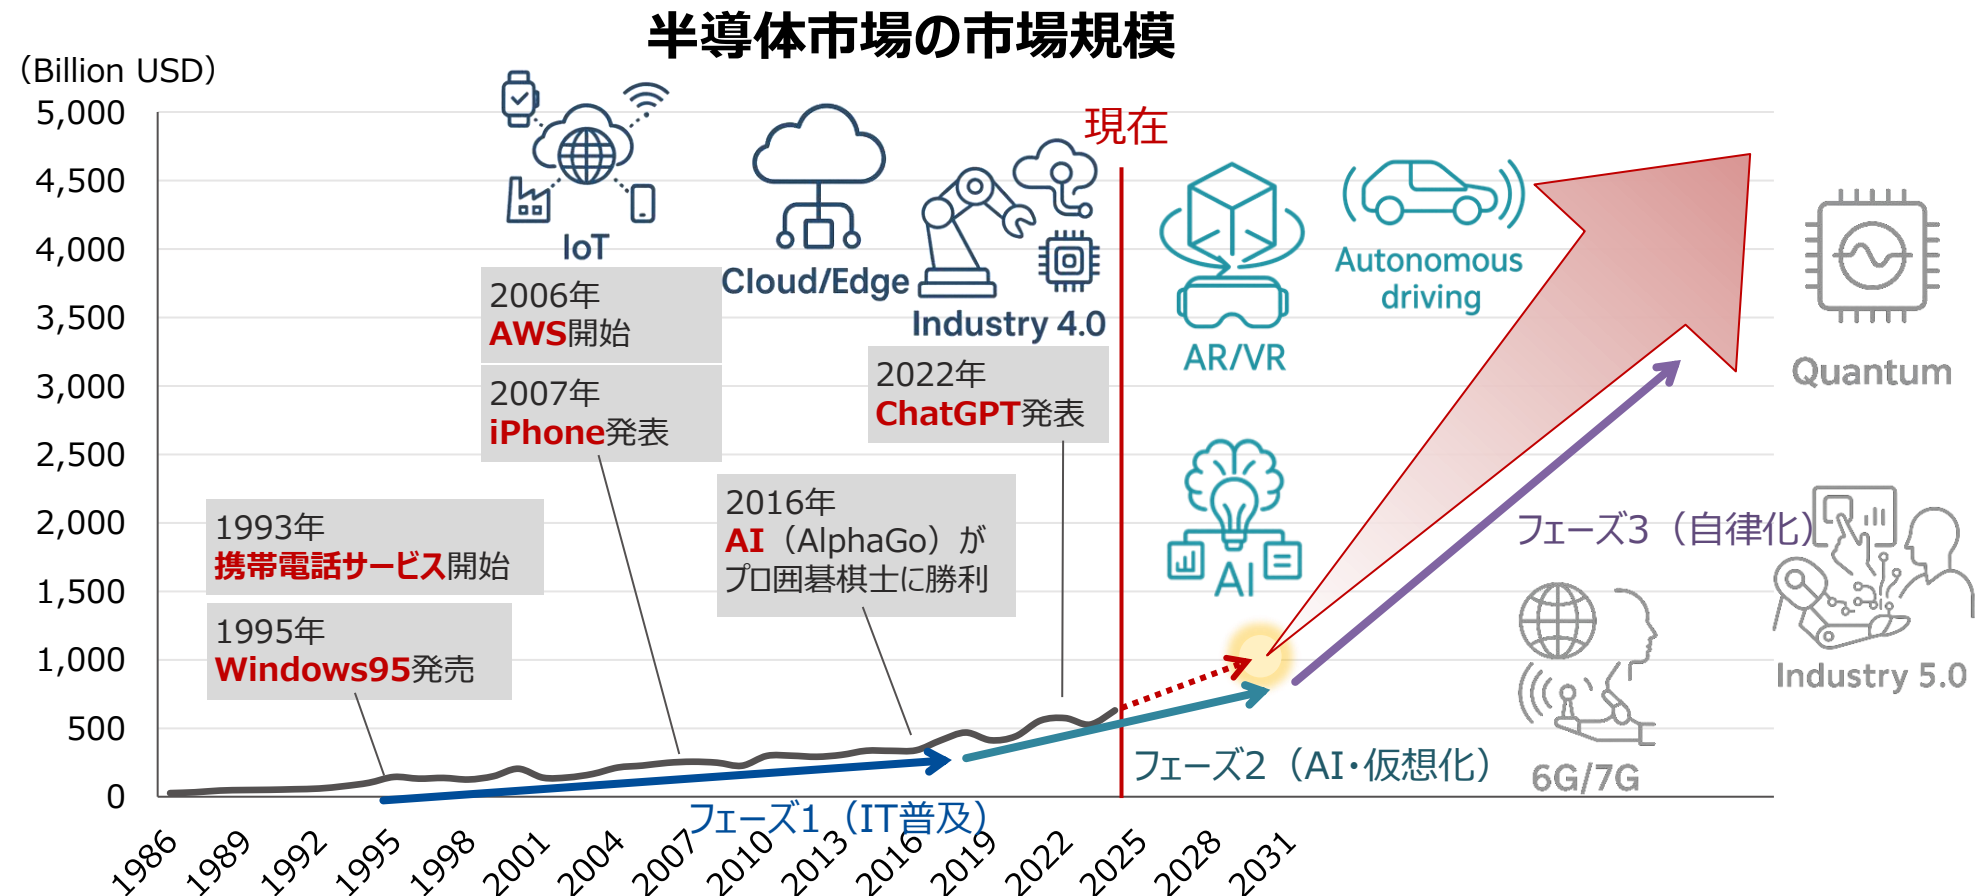 半導体市場の市場規模
（Billion USD）
5,000
4,500
4,000
3,500
3,000
2,500
2,000
1,500
1,000
500
0
IoT
Cloud/Edge
Industry 4.0
現在
AR/VR
Autonomous
driving
AI
Quantum
Industry 5.0
6G/7G
2006年
AWS開始
2007年
iPhone発表
2022年
ChatGPT発表
1993年
携帯電話サービス開始
1995年
Windows95発売
2016年
AI（AlphaGo）が
プロ囲碁棋士に勝利
フェーズ1（IT普及）
フェーズ2（AI・仮想化）
フェーズ3（自律化）
1986
1989
1992
1995
1998
2001
2004
2007
2010
2013
2016
2019
2022
2025
2028
2031